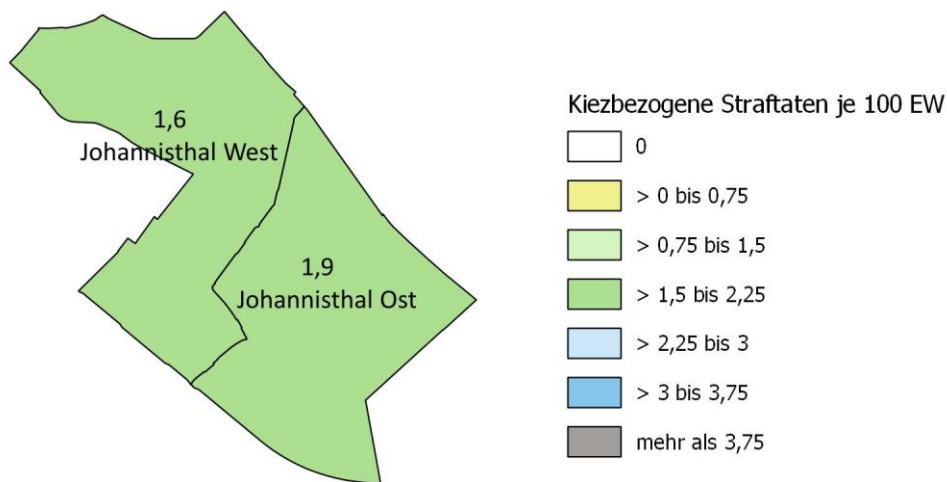 1,6
Johannisthal West
1,9
Johannisthal Ost
Kiezbezogene Straftaten je 100 EW
0
> 0 bis 0,75
> 0,75 bis 1,5
> 1,5 bis 2,25
> 2,25 bis 3
> 3 bis 3,75
mehr als 3,75